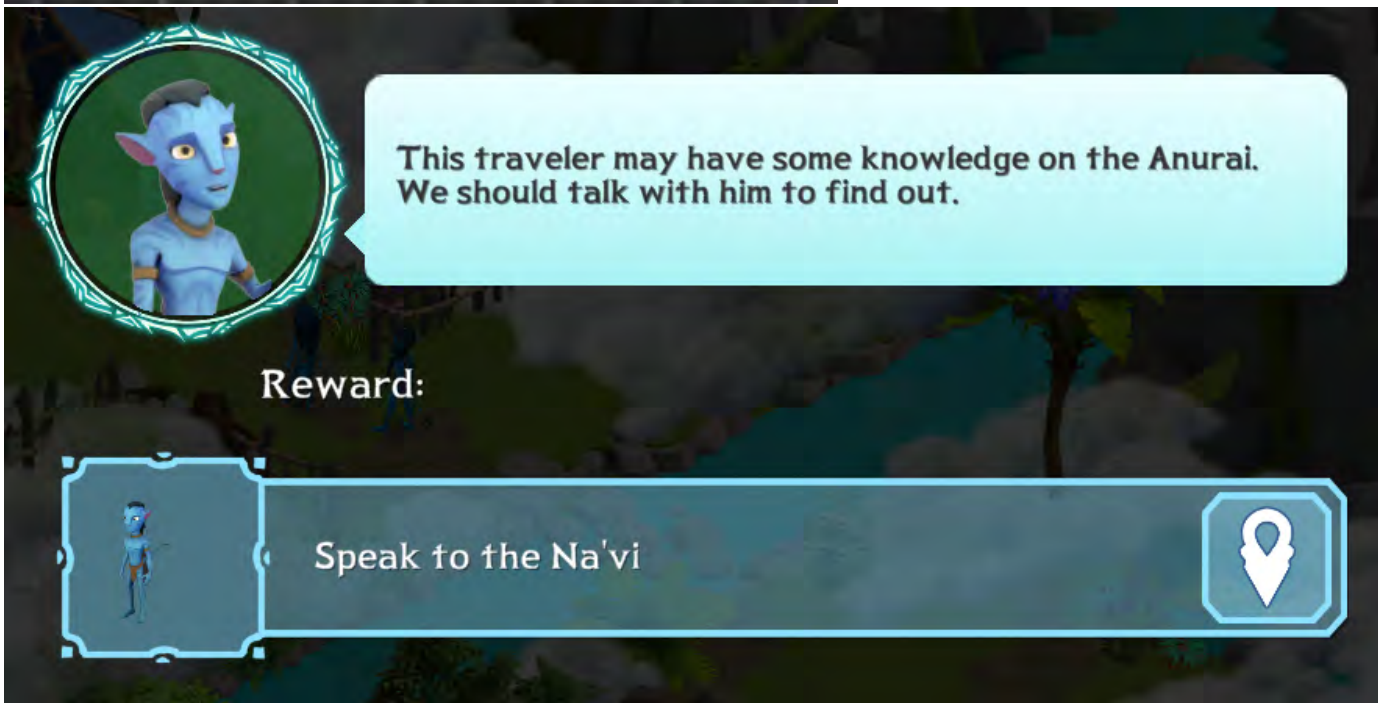 This traveler may have some knowledge on the Anurai.
We should talk with him to find out.
Reward:
Speak to the Na'vi